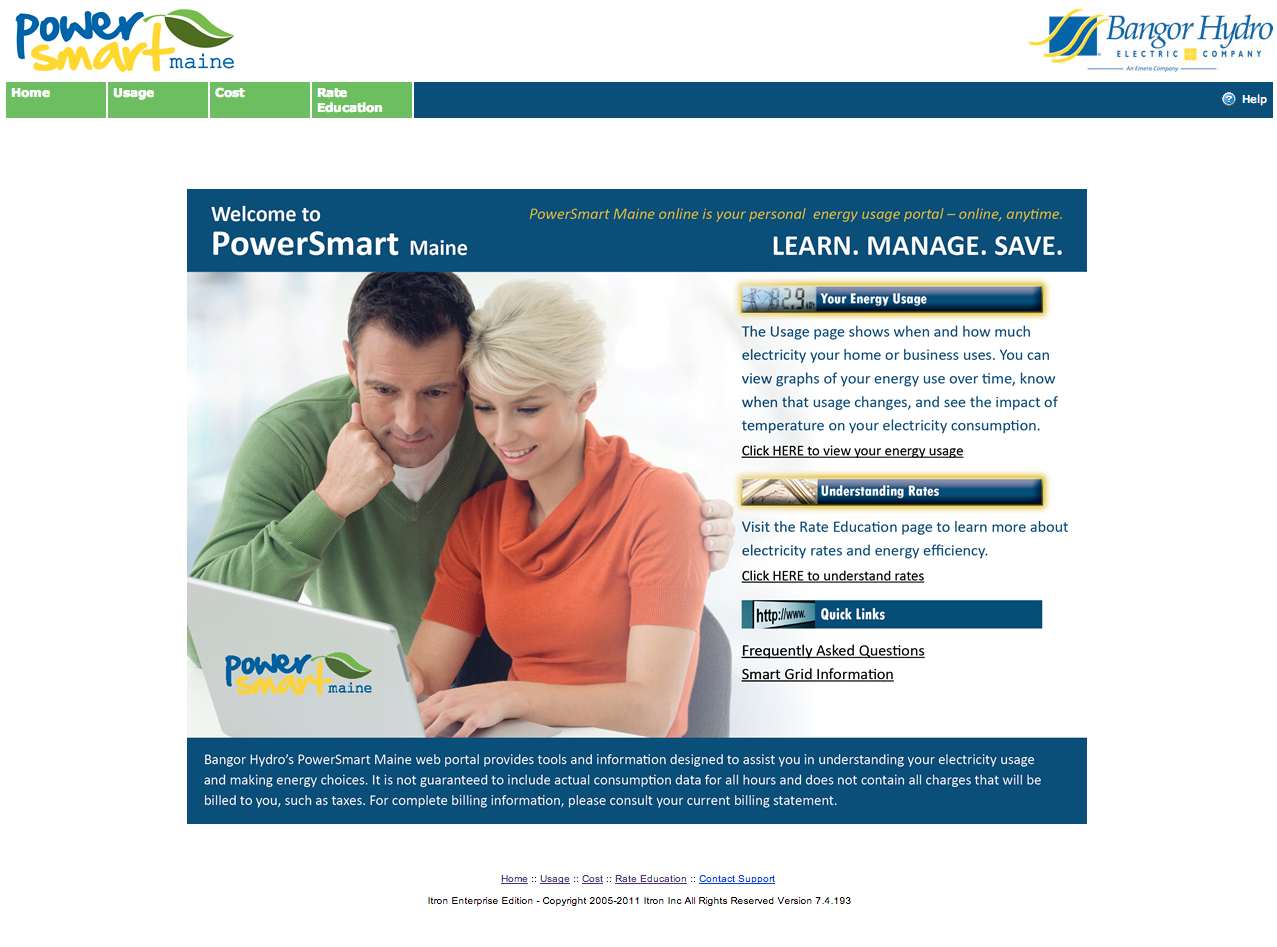 power
smart maine
Bangor Hydro
ELECTRIC COMPANY
An Emera Company
Home
Usage
Cost
Rate
Education
Help
Welcome to
PowerSmart Maine
PowerSmart Maine online is your personal energy usage portal – online, anytime.
LEARN. MANAGE. SAVE.
82.9
Your Energy Usage
The Usage page shows when and how much
electricity your home or business uses. You can
view graphs of your energy use over time, know
when that usage changes, and see the impact of
temperature on your electricity consumption.
Click HERE to view your energy usage
Understanding Rates
Visit the Rate Education page to learn more about
electricity rates and energy efficiency.
Click HERE to understand rates
http://www.
Quick Links
Frequently Asked Questions
Smart Grid Information
power
smart maine
Bangor Hydro’s PowerSmart Maine web portal provides tools and information designed to assist you in understanding your electricity usage
and making energy choices. It is not guaranteed to include actual consumption data for all hours and does not contain all charges that will be
billed to you, such as taxes. For complete billing information, please consult your current billing statement.
Home :: Usage :: Cost :: Rate Education :: Contact Support
Itron Enterprise Edition - Copyright 2005-2011 Itron Inc All Rights Reserved Version 7.4.193